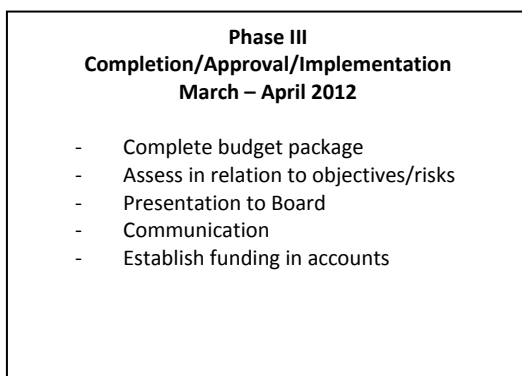 Phase III
Completion/Approval/Implementation
March – April 2012
- Complete budget package
- Assess in relation to objectives/risks
- Presentation to Board
- Communication
- Establish funding in accounts